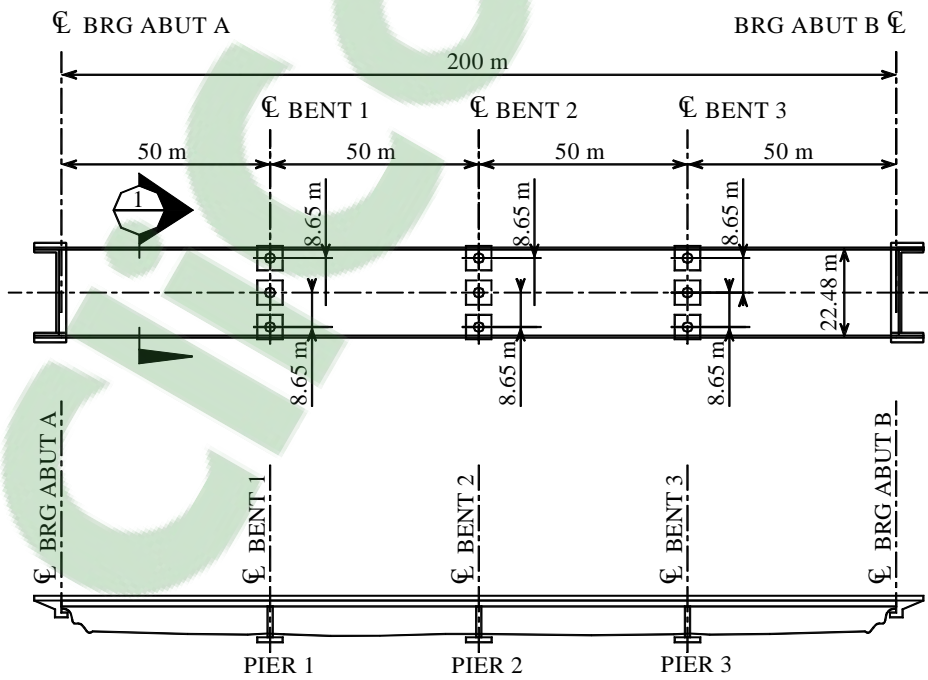 ℄ BRG ABUT A
BRG ABUT B ℄
200 m
℄ BENT 1
℄ BENT 2
℄ BENT 3
50 m
50 m
50 m
50 m
1
8.65 m
8.65 m
8.65 m
22.48 m
8.65 m
8.65 m
8.65 m
℄ BRG ABUT A
℄ BENT 1
℄ BENT 2
℄ BENT 3
℄ BRG ABUT B
PIER 1
PIER 2
PIER 3